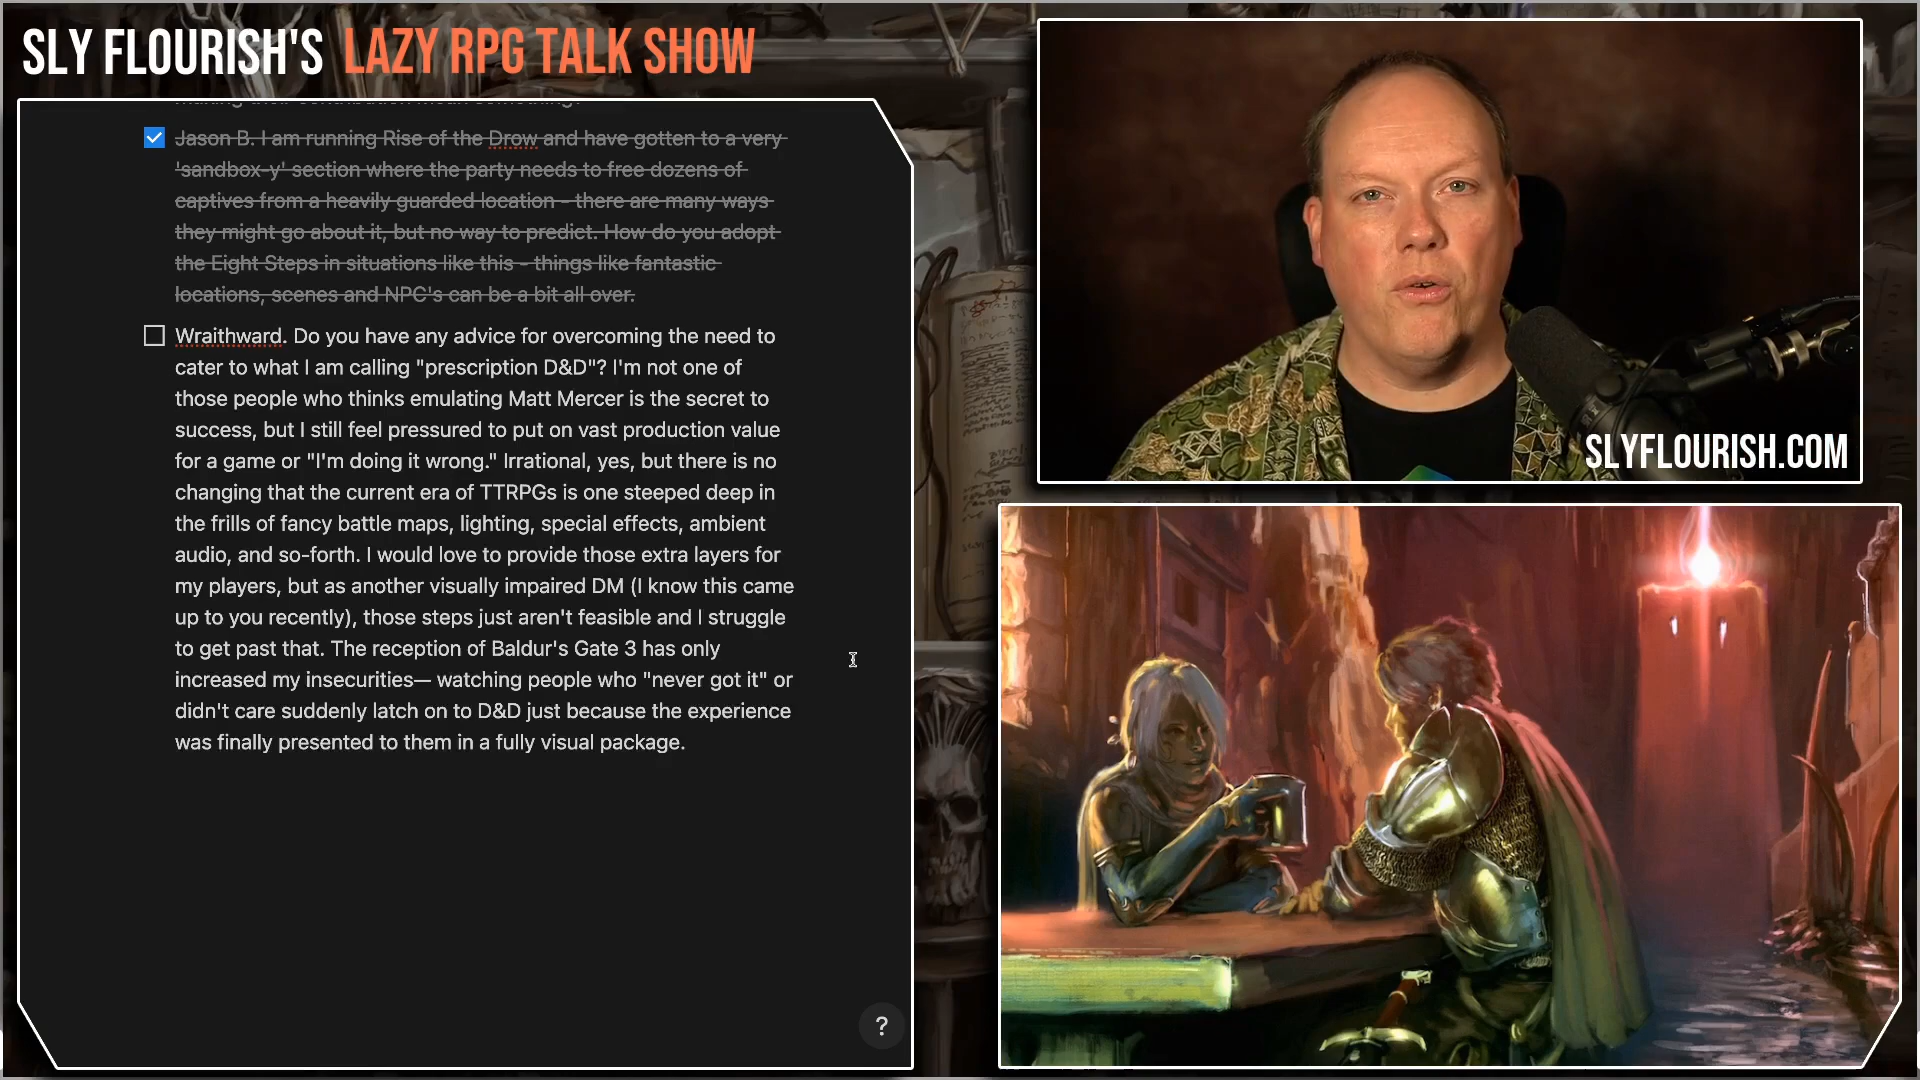 SLY FLOURISH'S LAZY RPG TALK SHOW
making their contribution mean something?
Jason B. I am running Rise of the Drow and have gotten to a very
'sandbox-y' section where the party needs to free dozens of
captives from a heavily guarded location - there are many ways
they might go about it, but no way to predict. How do you adopt
the Eight Steps in situations like this - things like fantastic
locations, scenes and NPC's can be a bit all over.
Wraithward. Do you have any advice for overcoming the need to
cater to what I am calling "prescription D&D"? I'm not one of
those people who thinks emulating Matt Mercer is the secret to
success, but I still feel pressured to put on vast production value
for a game or "I'm doing it wrong." Irrational, yes, but there is no
changing that the current era of TTRPGs is one steeped deep in
the frills of fancy battle maps, lighting, special effects, ambient
audio, and so-forth. I would love to provide those extra layers for
my players, but as another visually impaired DM (I know this came
up to you recently), those steps just aren't feasible and I struggle
to get past that. The reception of Baldur's Gate 3 has only
increased my insecurities— watching people who "never got it" or
didn't care suddenly latch on to D&D just because the experience
was finally presented to them in a fully visual package.
?
SLYFLOURISH.COM